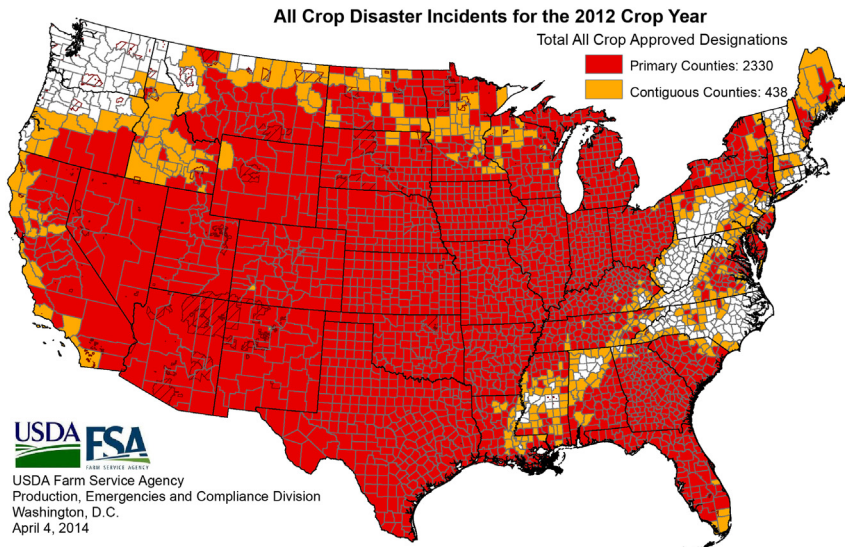 All Crop Disaster Incidents for the 2012 Crop Year
Total All Crop Approved Designations
Primary Counties: 2330
Contiguous Counties: 438
USDA FSA
FARM SERVICE AGENCY
USDA Farm Service Agency
Production, Emergencies and Compliance Division
Washington, D.C.
April 4, 2014